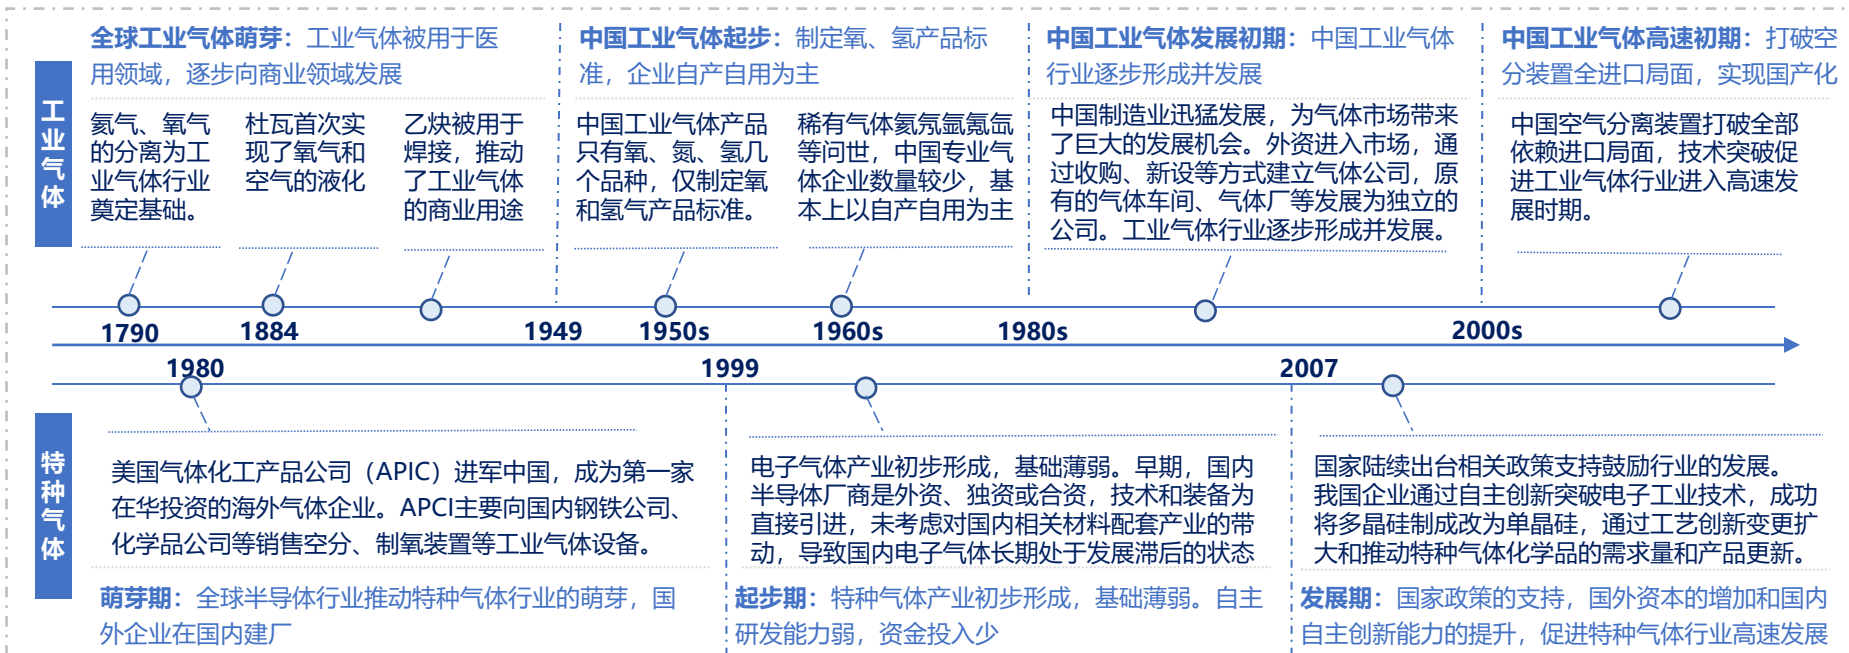 工业气体
全球工业气体萌芽：工业气体被用于医
用领域，逐步向商业领域发展
中国工业气体起步：制定氧、氢产品标
准，企业自产自用为主
中国工业气体发展初期：中国工业气体
行业逐步形成并发展
中国工业气体高速初期：打破空
分装置全进口局面，实现国产化
氦气、氧气
的分离为工
业气体行业
奠定基础。
杜瓦首次实
现了氧气和
空气的液化
乙炔被用于
焊接，推动
了工业气体
的商业用途
中国工业气体产品
只有氧、氮、氢几
个品种，仅制定氧
和氢气产品标准。
稀有气体氦氖氩氪氙
等问世，中国专业气
体企业数量较少，基
本上以自产自用为主
中国制造业迅猛发展，为气体市场带来
了巨大的发展机会。外资进入市场，通
过收购、新设等方式建立气体公司，原
有的气体车间、气体厂等发展为独立的
公司。工业气体行业逐步形成并发展。
中国空气分离装置打破全部
依赖进口局面，技术突破促
进工业气体行业进入高速发
展时期。
1790
1884
1949
1950s
1960s
1980s
2000s
1980
1999
2007
特种气体
美国气体化工产品公司（APIC）进军中国，成为第一家
在华投资的海外气体企业。APCI主要向国内钢铁公司、
化学品公司等销售空分、制氧装置等工业气体设备。
电子气体产业初步形成，基础薄弱。早期，国内
半导体厂商是外资、独资或合资，技术和装备为
直接引进，未考虑对国内相关材料配套产业的带
动，导致国内电子气体长期处于发展滞后的状态
国家陆续出台相关政策支持鼓励行业的发展。
我国企业通过自主创新突破电子工业技术，成功
将多晶硅制成改为单晶硅，通过工艺创新变更扩
大和推动特种气体化学品的需求量和产品更新。
萌芽期：全球半导体行业推动特种气体行业的萌芽，国
外企业在国内建厂
起步期：特种气体产业初步形成，基础薄弱。自主
研发能力弱，资金投入少
发展期：国家政策的支持，国外资本的增加和国内
自主创新能力的提升，促进特种气体行业高速发展